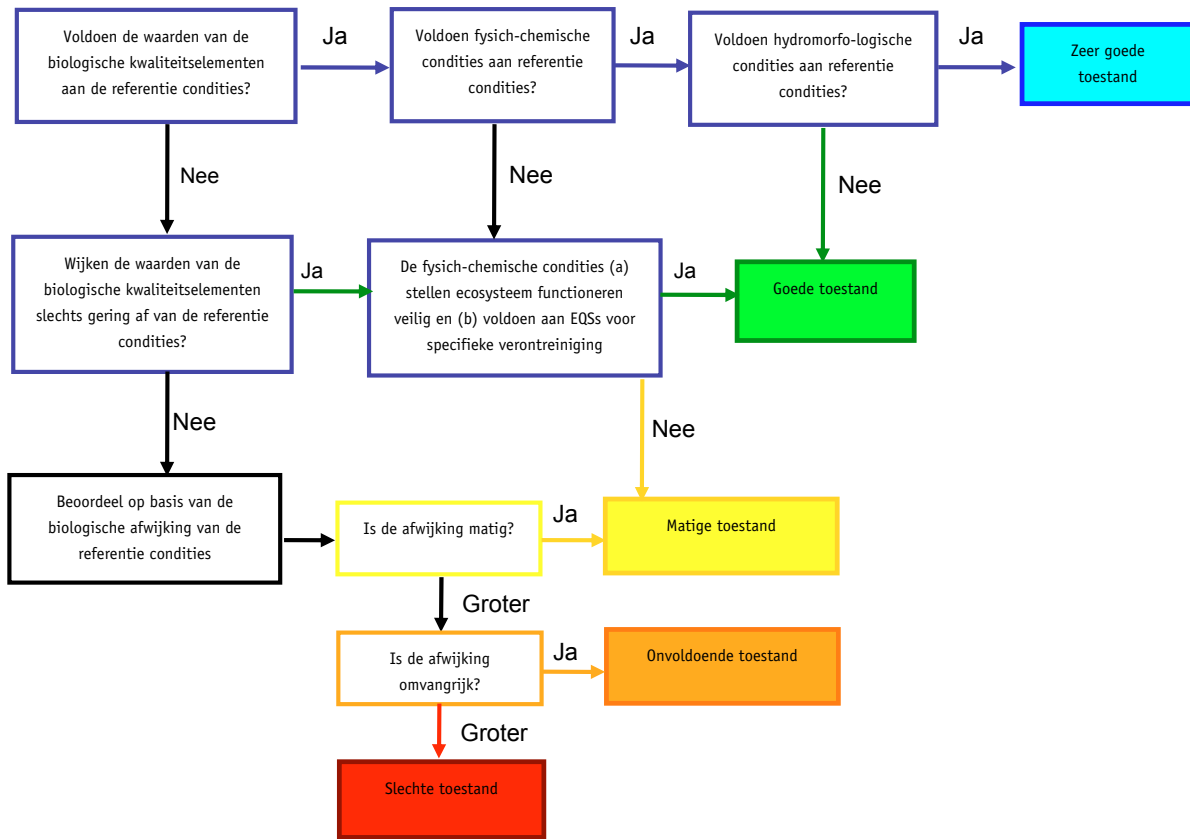 Voldoen de waarden van de
biologische kwaliteitselementen
aan de referentie condities?
Ja
Voldoen fysich-chemische
condities aan referentie
condities?
Ja
Voldoen hydromorfo-logische
condities aan referentie
condities?
Ja
Zeer goede
toestand
Nee
Nee
Nee
Wijken de waarden van de
biologische kwaliteitselementen
slechts gering af van de referentie
condities?
Ja
De fysich-chemische condities (a)
stellen ecosysteem functioneren
veilig en (b) voldoen aan EQSs voor
specifieke verontreiniging
Ja
Goede toestand
Nee
Nee
Beoordeel op basis van de
biologische afwijking van de
referentie condities
Is de afwijking matig?
Ja
Matige toestand
Groter
Is de afwijking
omvangrijk?
Ja
Onvoldoende toestand
Groter
Slechte toestand